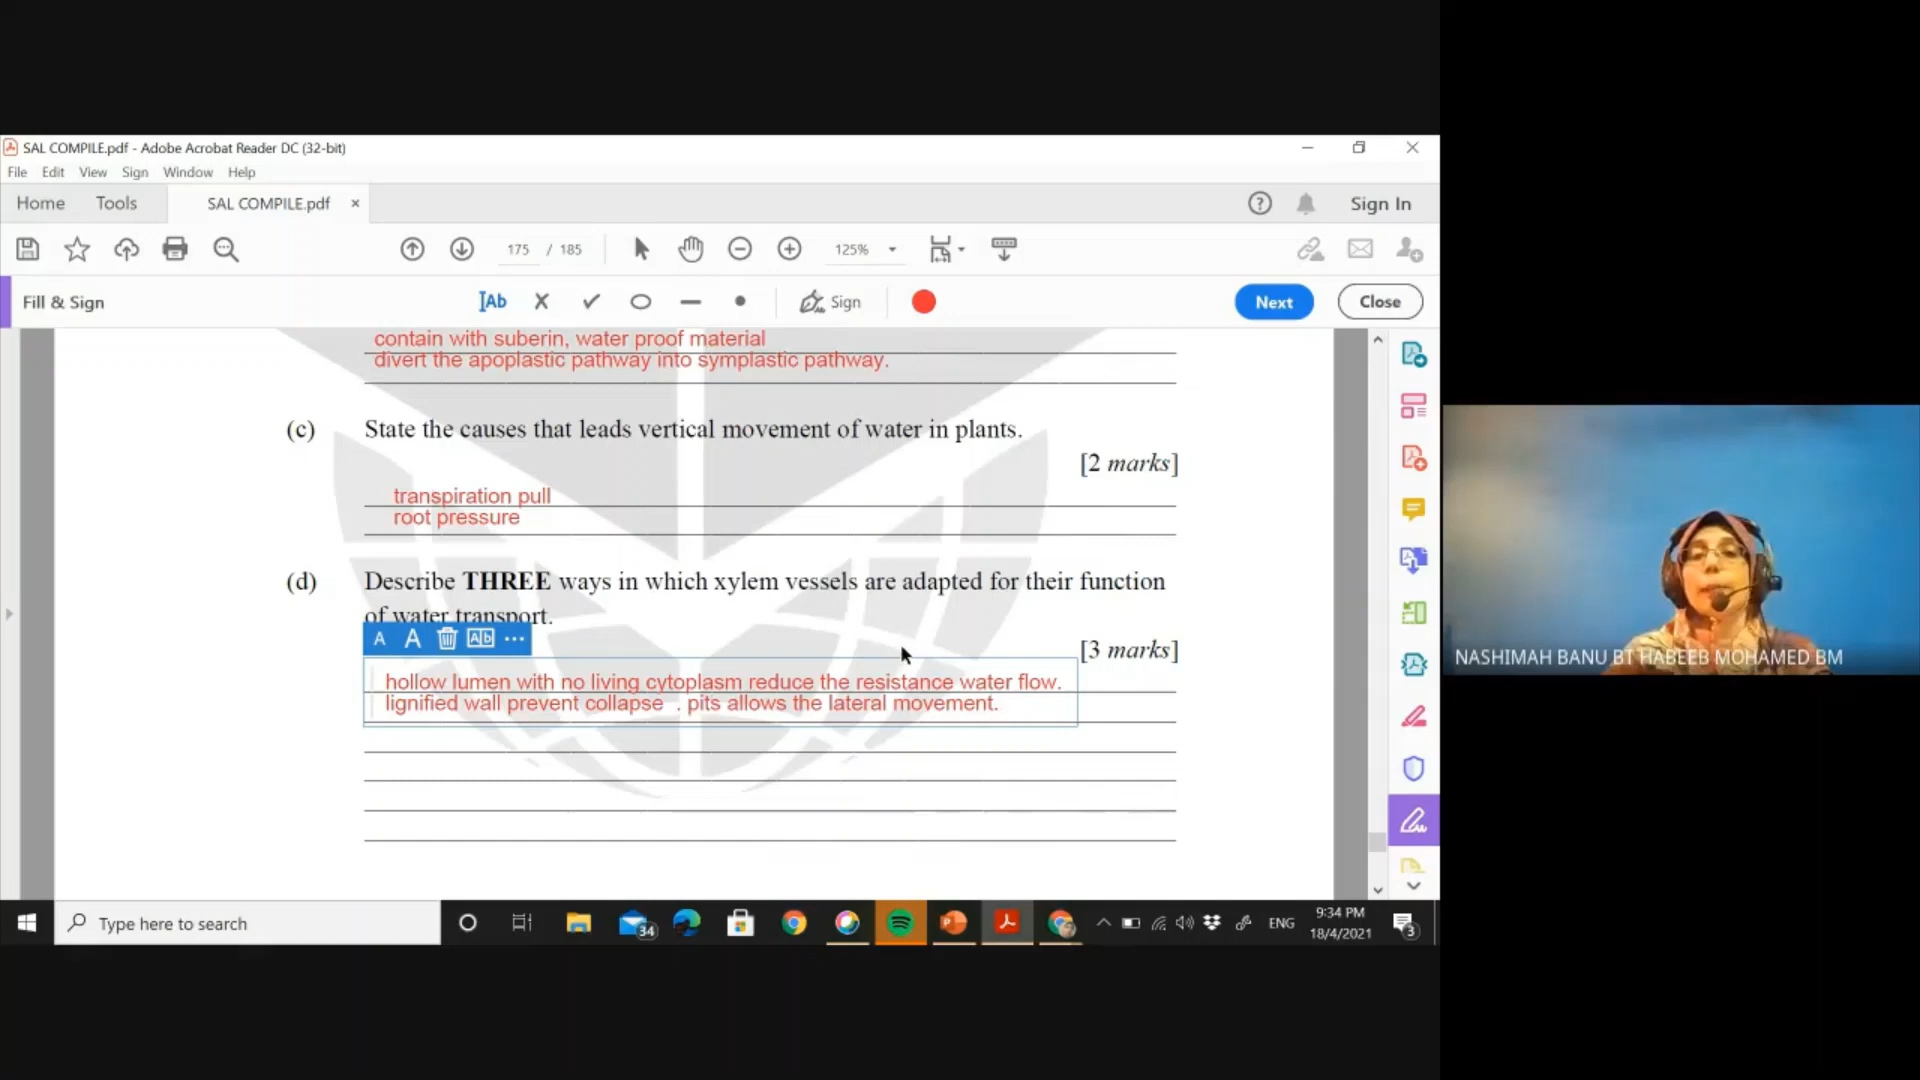 SAL COMPILE.pdf - Adobe Acrobat Reader DC (32-bit)
File Edit View Sign Window Help
Home Tools SAL COMPILE.pdf × Sign In
175 / 185 125%
Fill & Sign IAb Sign Next Close
contain with suberin, water proof material
divert the apoplastic pathway into symplastic pathway.
(c) State the causes that leads vertical movement of water in plants.
[2 marks]
transpiration pull
root pressure
(d) Describe THREE ways in which xylem vessels are adapted for their function
of water transport.
A A Ab ...
[3 marks]
hollow lumen with no living cytoplasm reduce the resistance water flow.
lignified wall prevent collapse . pits allows the lateral movement.
NASHIMAH BANU BT HABEEB MOHAMED BM
Type here to search 34 ENG 9:34 PM 3
18/4/2021